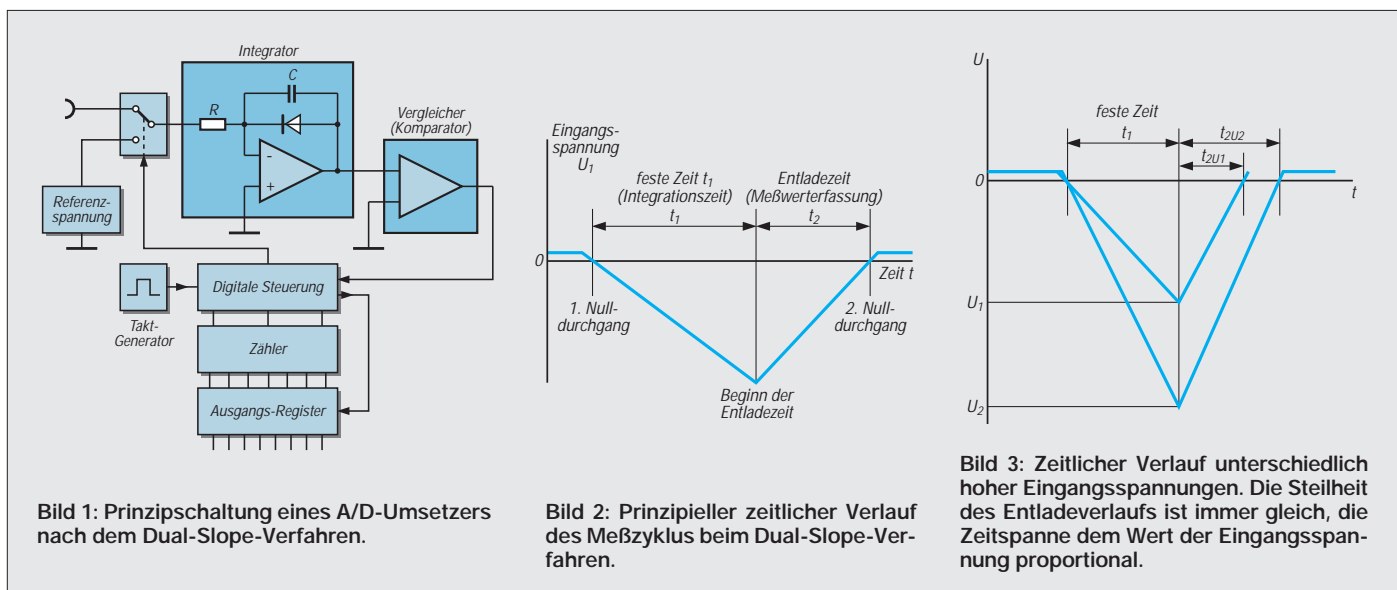 Integrator
C
R
-
+
Vergleicher
(Komparator)
Referenz-
spannung
Digitale Steuerung
Takt-
Generator
Zähler
Ausgangs-Register
Bild 1: Prinzipschaltung eines A/D-Umsetzers
nach dem Dual-Slope-Verfahren.
Eingangs-
spannung
U1
feste Zeit t1
(Integrationszeit)
t1
Entladezeit
(Meßwerterfassung)
t2
0
Zeit t
1. Null-
durchgang
2. Null-
durchgang
Beginn der
Entladezeit
Bild 2: Prinzipieller zeitlicher Verlauf
des Meßzyklus beim Dual-Slope-Ver-
fahren.
U
feste Zeit
t1
t2U2
t2U1
0
t
U1
U2
Bild 3: Zeitlicher Verlauf unterschiedlich
hoher Eingangsspannungen. Die Steilheit
des Entladeverlaufs ist immer gleich, die
Zeitspanne dem Wert der Eingangsspan-
nung proportional.